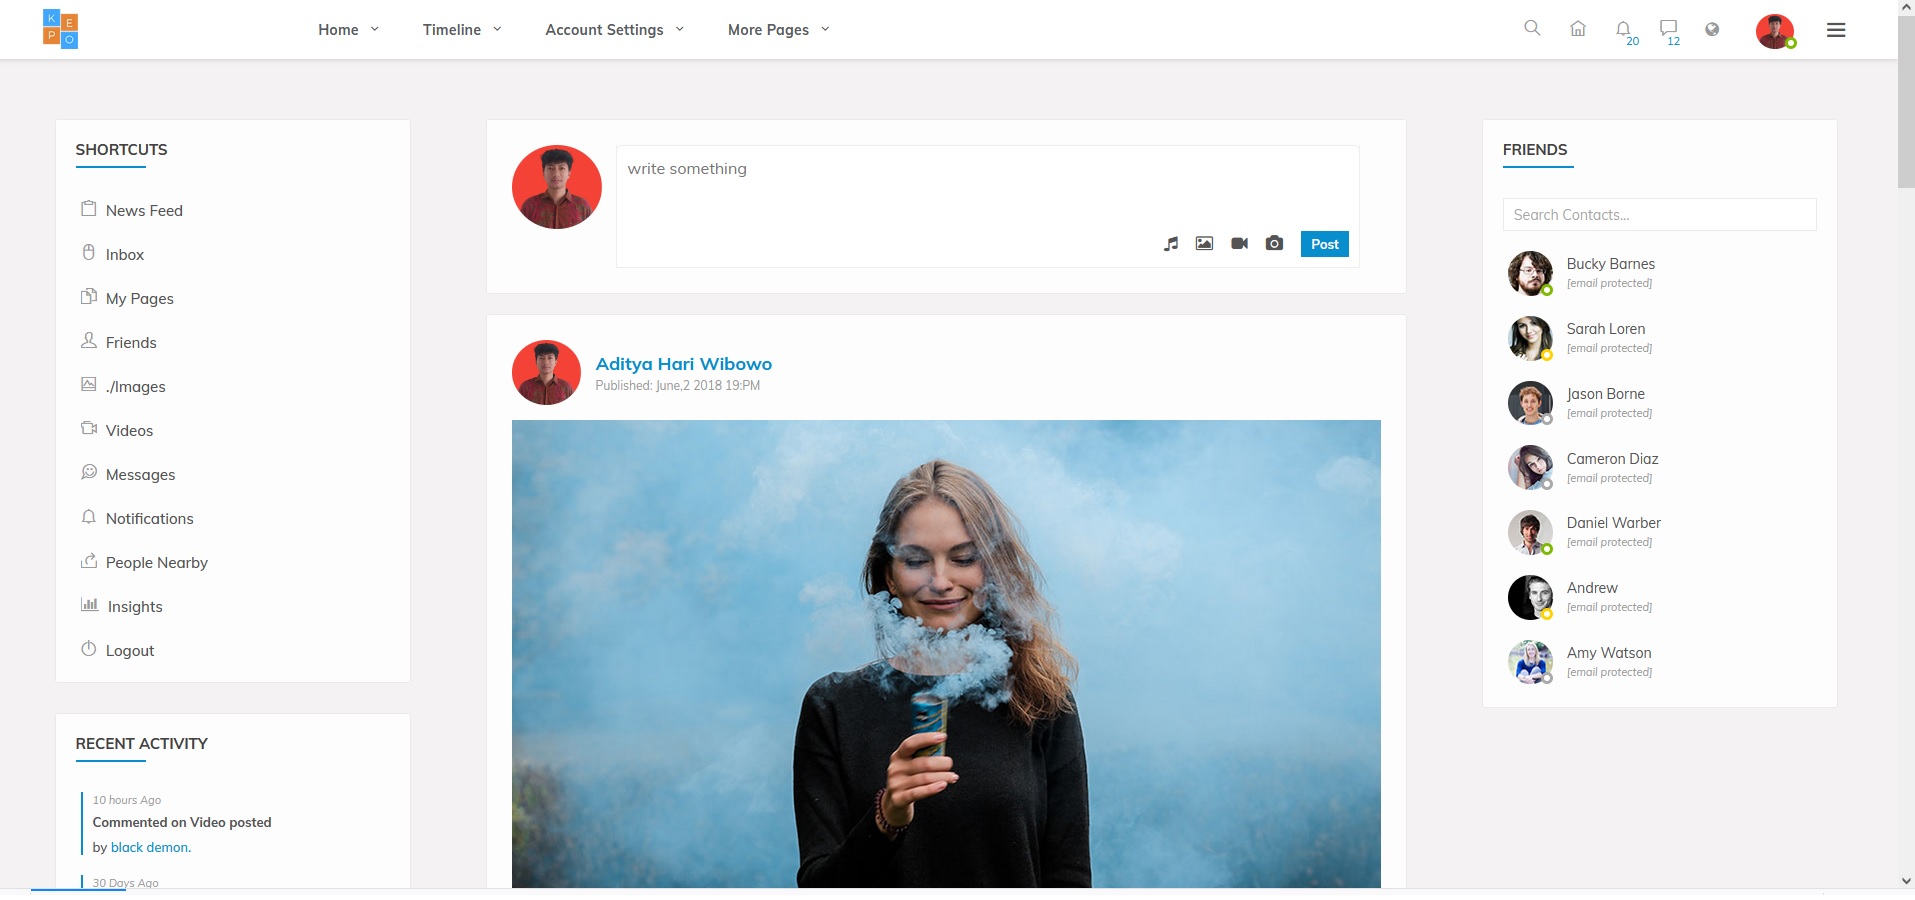 K
E
P
O
Home
Timeline
Account Settings
More Pages
20
12
SHORTCUTS
News Feed
Inbox
My Pages
Friends
./Images
Videos
Messages
Notifications
People Nearby
Insights
Logout
RECENT ACTIVITY
10 hours Ago
Commented on Video posted
by black demon.
30 Days Ago
write something
Post
Aditya Hari Wibowo
Published: June,2 2018 19:PM
FRIENDS
Search Contacts...
Bucky Barnes
[email protected]
Sarah Loren
[email protected]
Jason Borne
[email protected]
Cameron Diaz
[email protected]
Daniel Warber
[email protected]
Andrew
[email protected]
Amy Watson
[email protected]